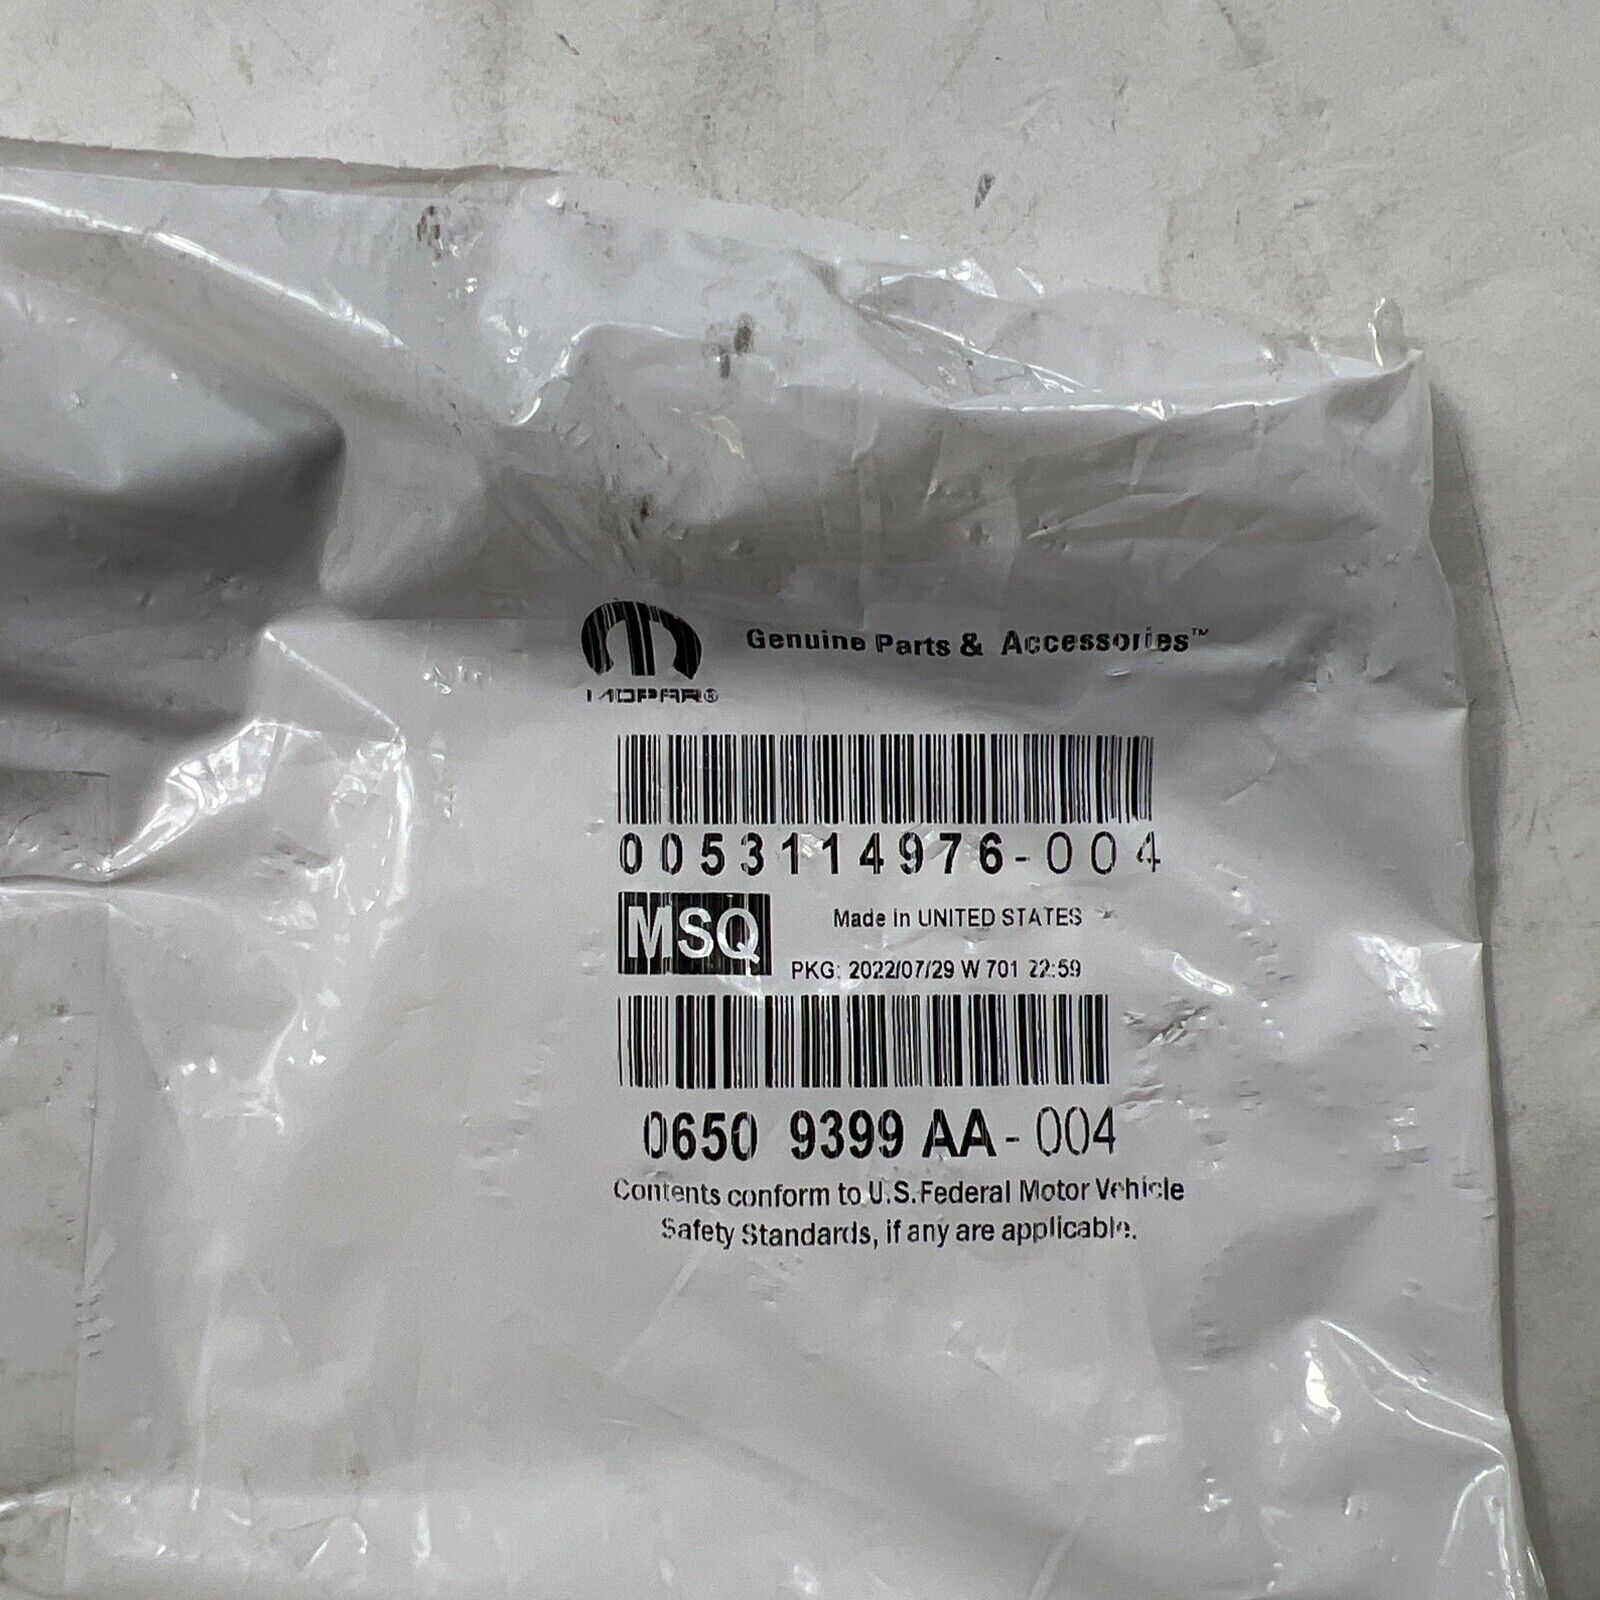 Genuine Parts & Accessories™
MOPAR®
0053114976-004
MSQ
Made in UNITED STATES
PKG: 2022/07/29 W 701 22:59
0650 9399 AA-004
Contents conform to U.S. Federal Motor Vehicle
Safety Standards, if any are applicable.